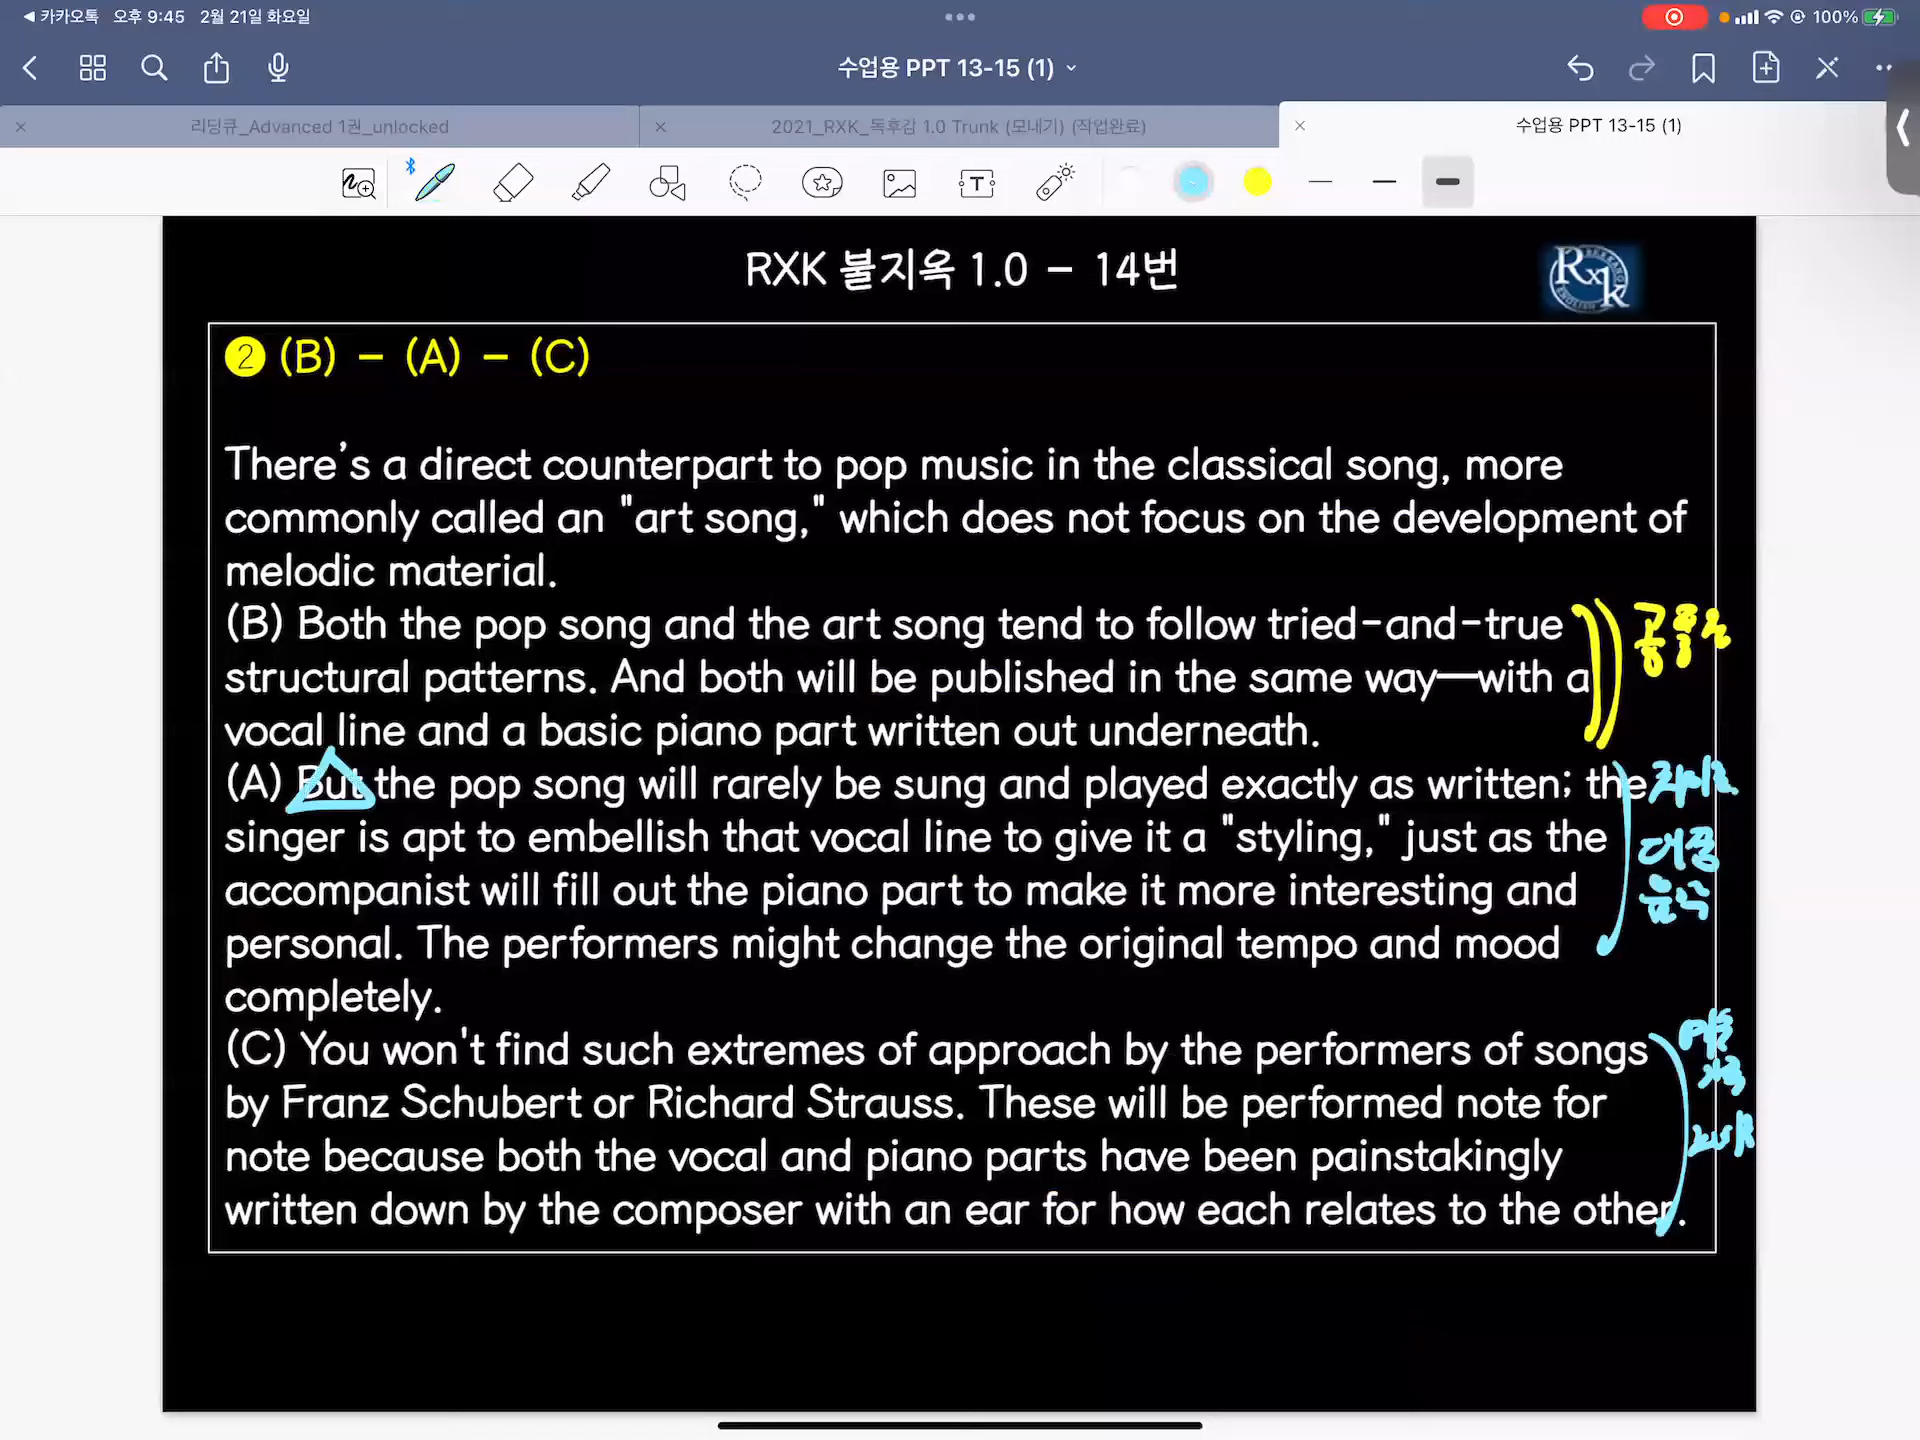 ◀ 카카오톡 오후 9:45 2월 21일 화요일 100%
수업용 PPT 13-15 (1)
리딩큐_Advanced 1권_unlocked
2021_RXK_독후감 1.0 Trunk (모내기) (작업완료)
수업용 PPT 13-15 (1)
RXK 불지옥 1.0 – 14번
RxK
❷ (B) – (A) – (C)
There's a direct counterpart to pop music in the classical song, more
commonly called an "art song," which does not focus on the development of
melodic material.
(B) Both the pop song and the art song tend to follow tried-and-true
structural patterns. And both will be published in the same way—with a
vocal line and a basic piano part written out underneath.
공통점
(A) But the pop song will rarely be sung and played exactly as written; the
singer is apt to embellish that vocal line to give it a "styling," just as the
accompanist will fill out the piano part to make it more interesting and
personal. The performers might change the original tempo and mood
completely.
차이점
대중
음악
(C) You won't find such extremes of approach by the performers of songs
by Franz Schubert or Richard Strauss. These will be performed note for
note because both the vocal and piano parts have been painstakingly
written down by the composer with an ear for how each relates to the other.